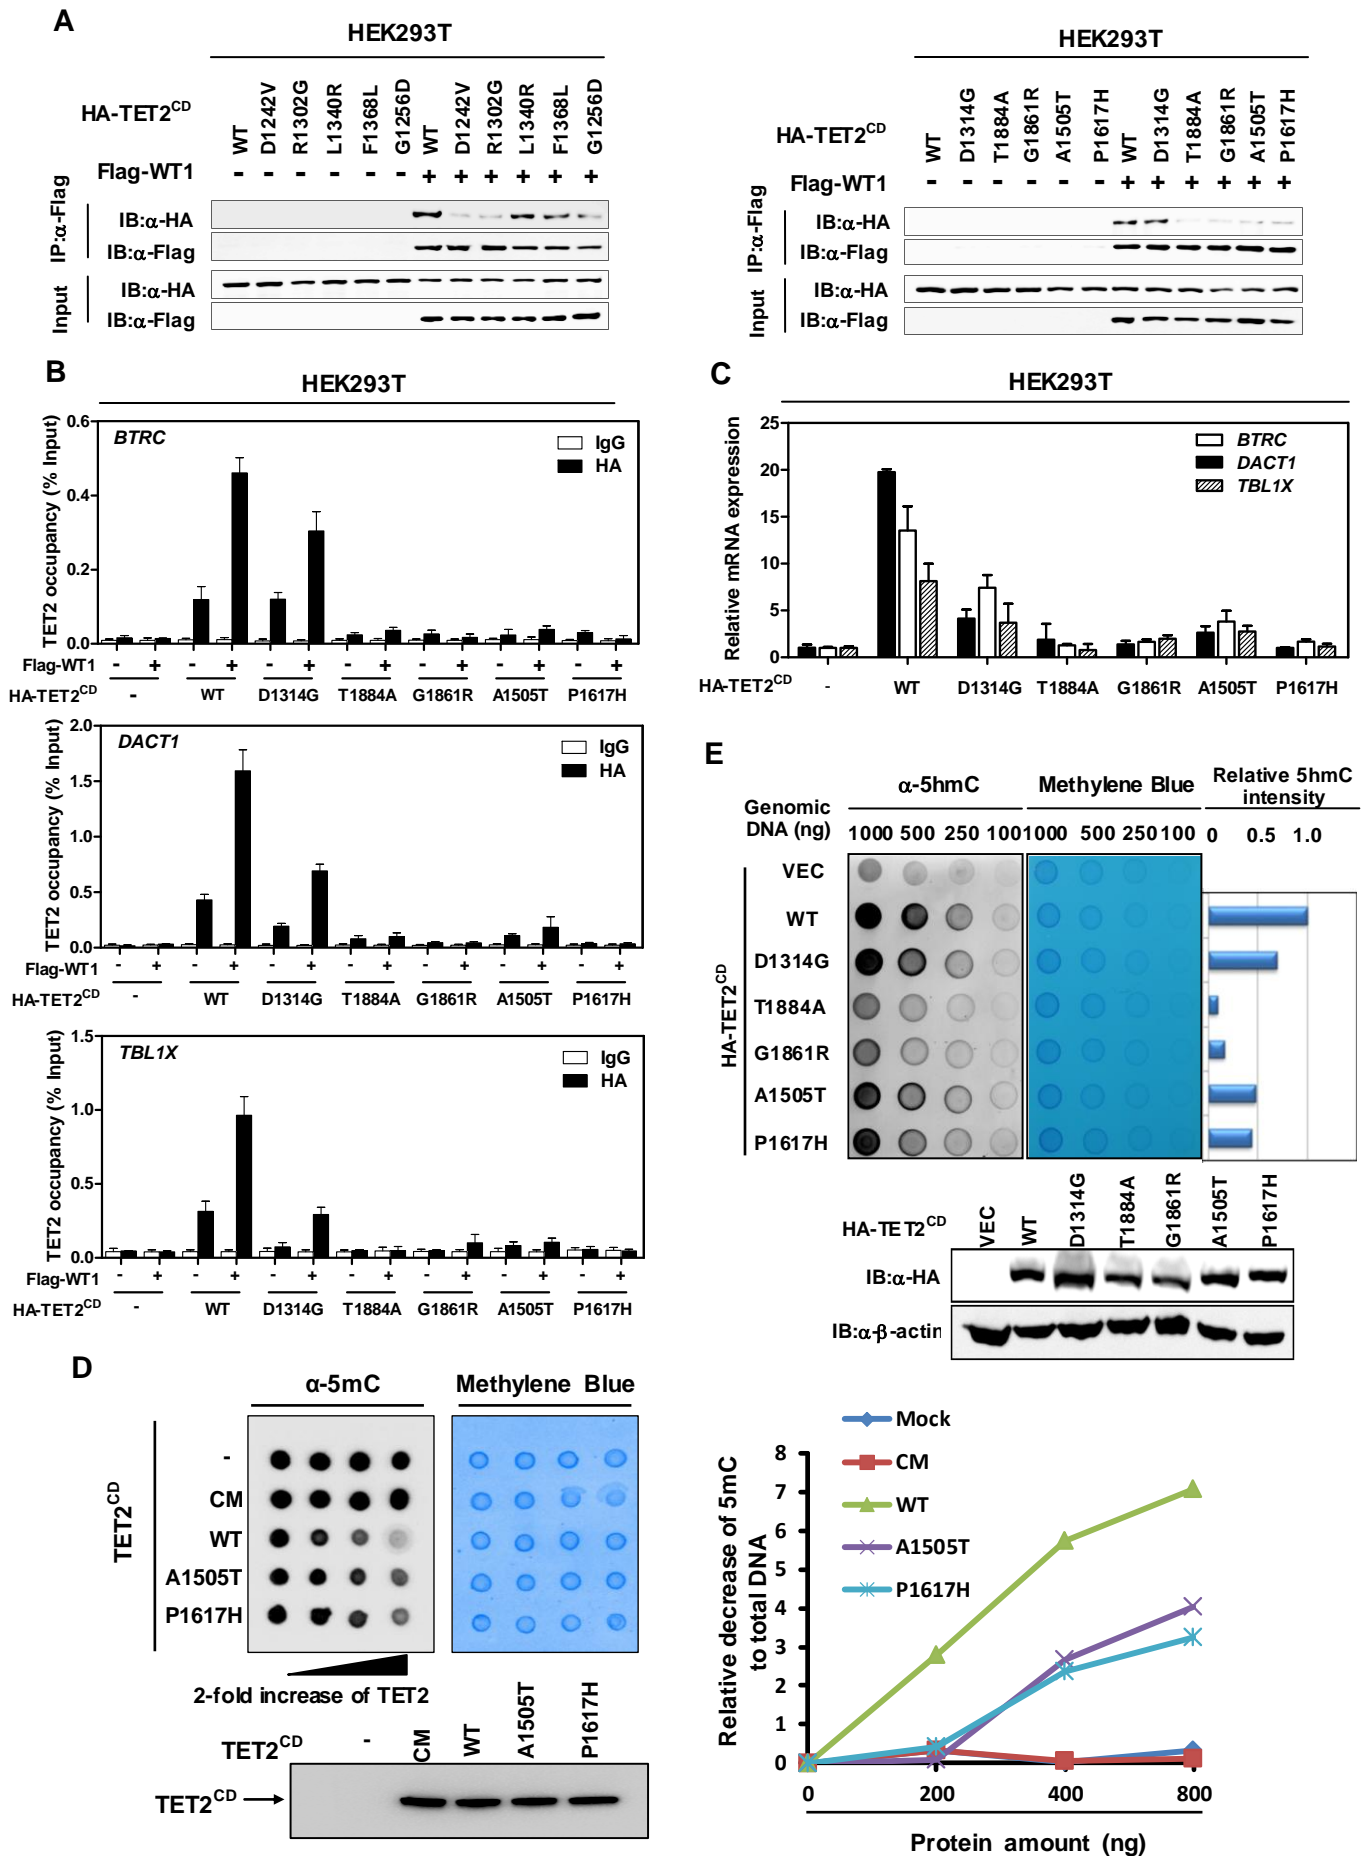 A
HEK293T
HA-TET2CD
WT D1242V R1302G L1340R F1368L G1256D WT D1242V R1302G L1340R F1368L G1256D
Flag-WT1 - - - - - - + + + + + +
IP:α-Flag
IB:α-HA
IB:α-Flag
Input
IB:α-HA
IB:α-Flag
HEK293T
HA-TET2CD
WT D1314G T1884A G1861R A1505T P1617H WT D1314G T1884A G1861R A1505T P1617H
Flag-WT1 - - - - - - + + + + + +
IP:α-Flag
IB:α-HA
IB:α-Flag
Input
IB:α-HA
IB:α-Flag
B
HEK293T
TET2 occupancy (% Input)
0.6
0.4
0.2
0.0
BTRC
IgG
HA
Flag-WT1 - + - + - + - + - + - + - +
HA-TET2CD - WT D1314G T1884A G1861R A1505T P1617H
TET2 occupancy (% Input)
2.0
1.5
1.0
0.5
0.0
DACT1
IgG
HA
Flag-WT1 - + - + - + - + - + - + - +
HA-TET2CD - WT D1314G T1884A G1861R A1505T P1617H
TET2 occupancy (% Input)
1.5
1.0
0.5
0.0
TBL1X
IgG
HA
Flag-WT1 - + - + - + - + - + - + - +
HA-TET2CD - WT D1314G T1884A G1861R A1505T P1617H
C
HEK293T
Relative mRNA expression
25
20
15
10
5
0
BTRC
DACT1
TBL1X
HA-TET2CD - WT D1314G T1884A G1861R A1505T P1617H
E
α-5hmC Methylene Blue Relative 5hmC
intensity
Genomic
DNA (ng) 1000 500 250 100 1000 500 250 100 0 0.5 1.0
HA-TET2CD
VEC
WT
D1314G
T1884A
G1861R
A1505T
P1617H
HA-TET2CD VEC WT D1314G T1884A G1861R A1505T P1617H
IB:α-HA
IB:α-β-actin
D
α-5mC Methylene Blue
TET2CD
-
CM
WT
A1505T
P1617H
2-fold increase of TET2
TET2CD - CM WT A1505T P1617H
TET2CD
Mock
CM
WT
A1505T
P1617H
Relative decrease of 5mC
to total DNA
8
7
6
5
4
3
2
1
0
0 200 400 800
Protein amount (ng)